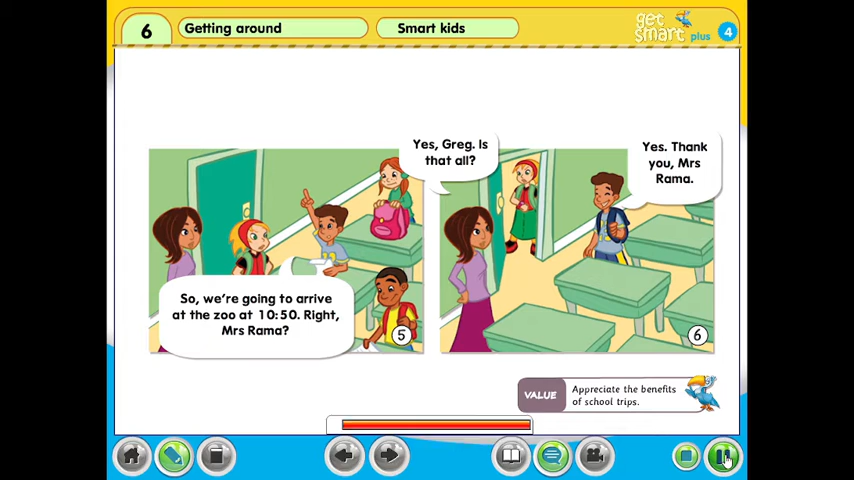 6
Getting around
Smart kids
get
smart
plus
4
So, we're going to arrive
at the zoo at 10:50. Right,
Mrs Rama?
5
Yes, Greg. Is
that all?
Yes. Thank
you, Mrs
Rama.
6
VALUE
Appreciate the benefits
of school trips.